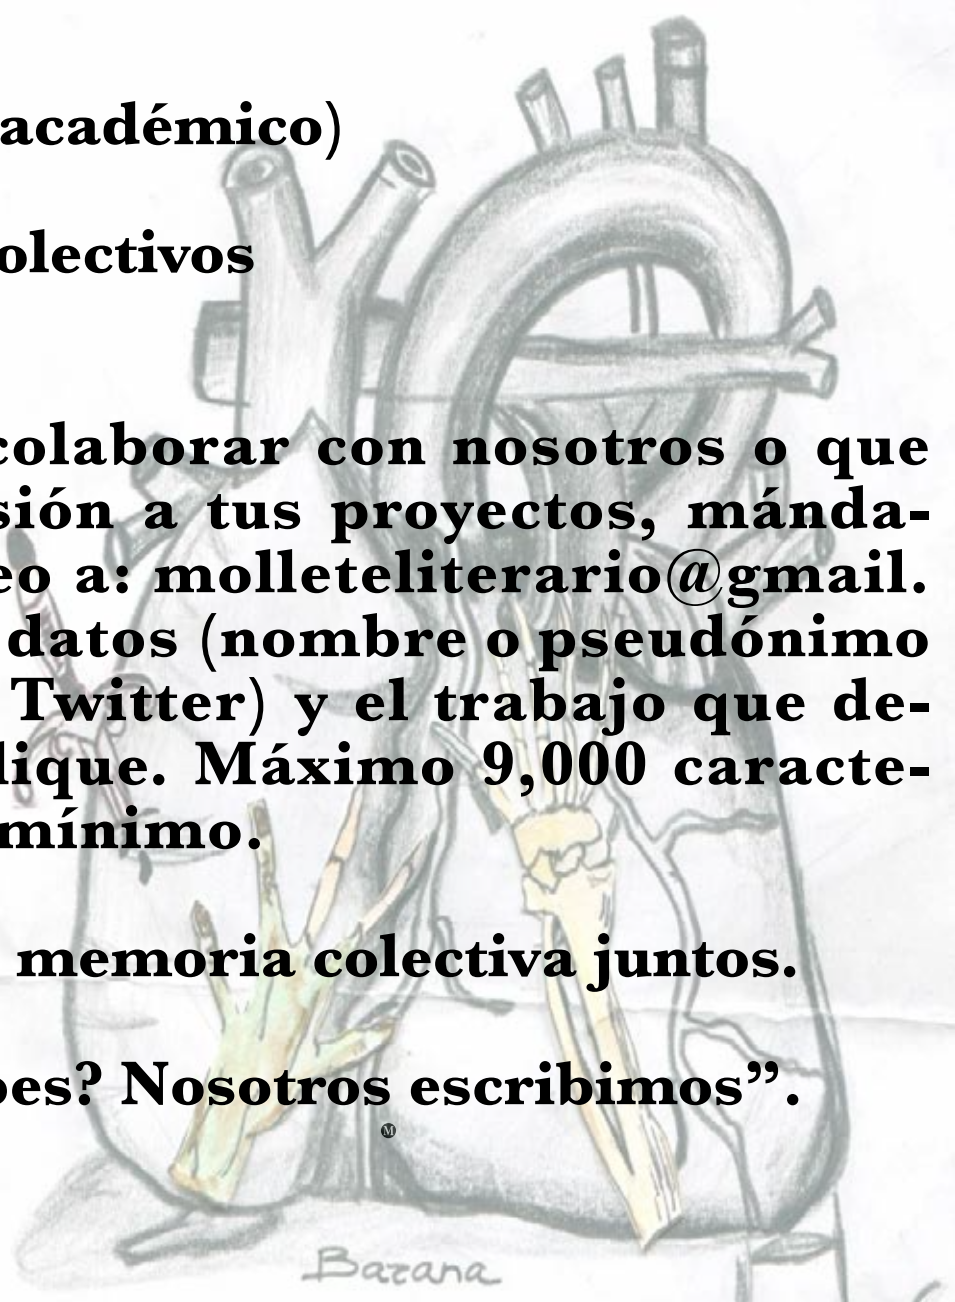 académico)
olectivos
colaborar con nosotros o que
sión a tus proyectos, mánda-
eo a: molleteliterario@gmail.
datos (nombre o pseudónimo
Twitter) y el trabajo que de-
lique. Máximo 9,000 caracte-
mínimo.
memoria colectiva juntos.
bes? Nosotros escribimos”.
M
Barana